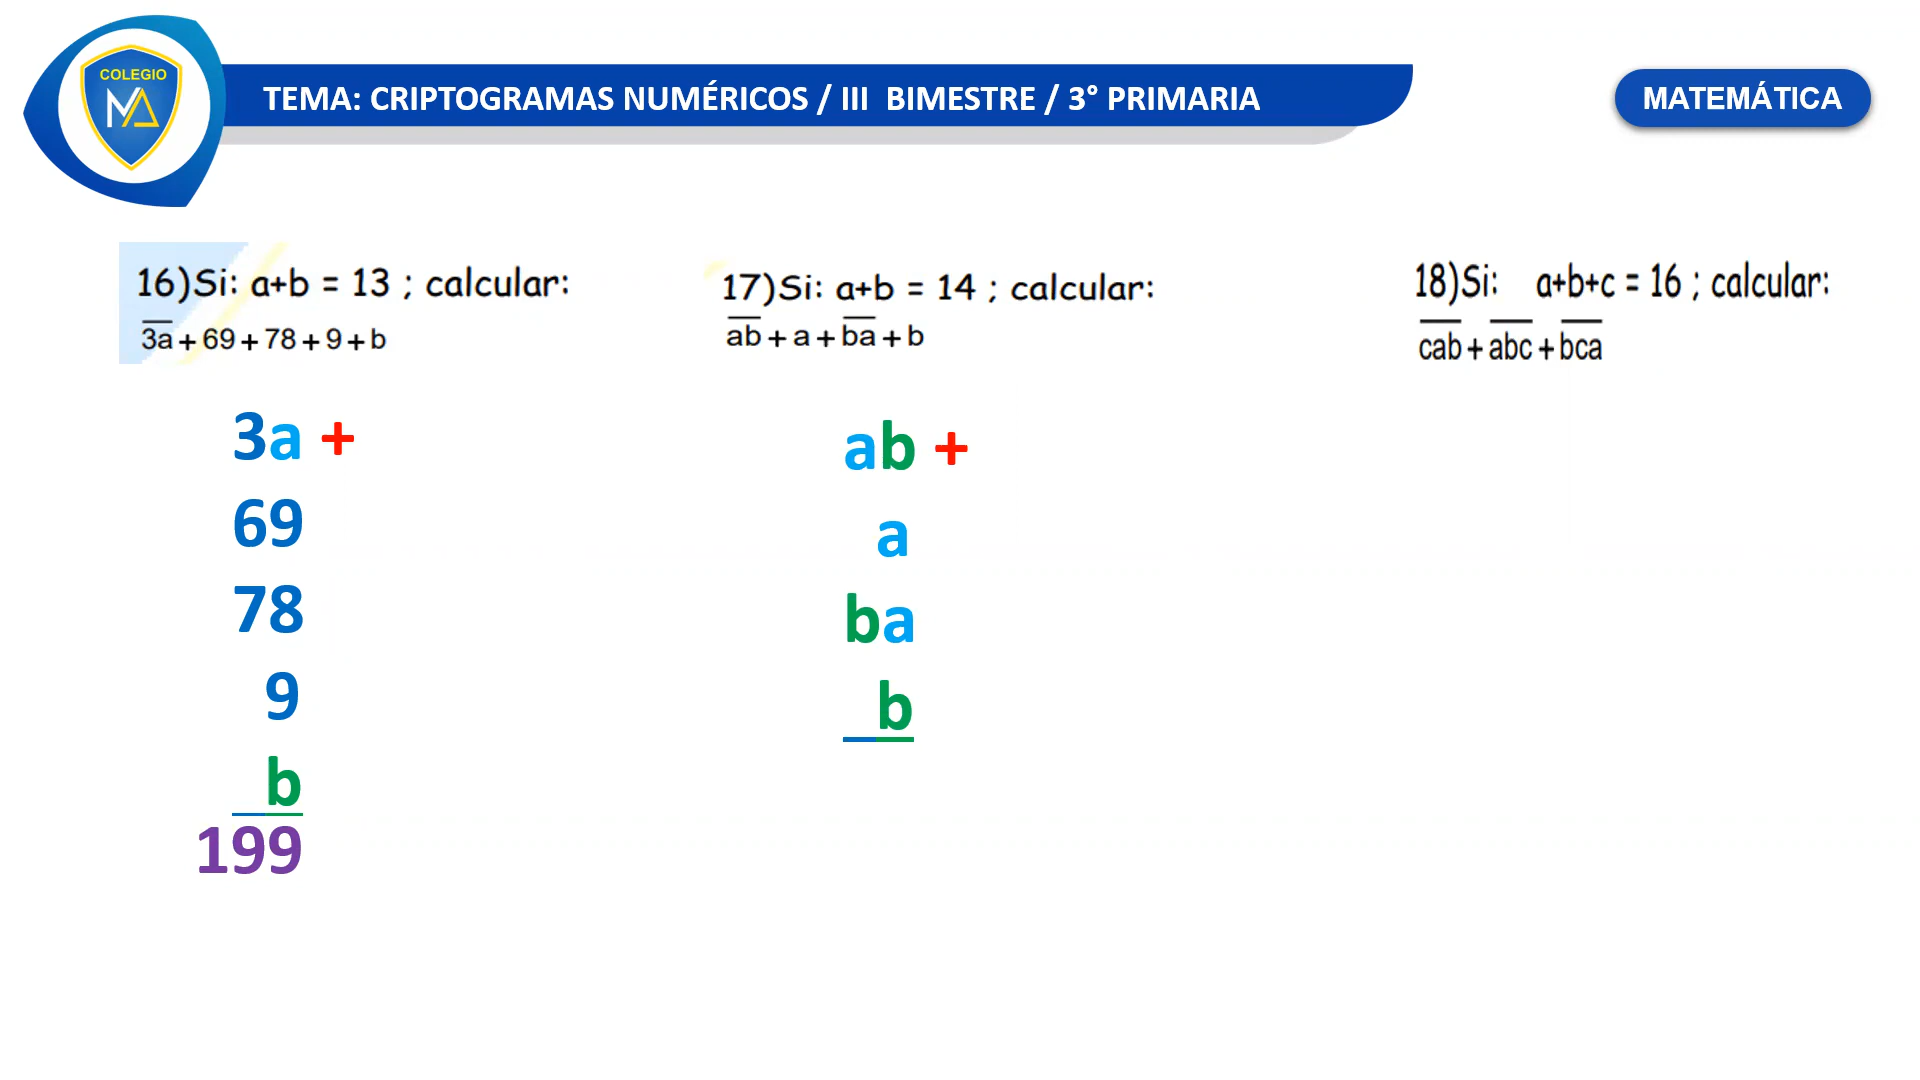 COLEGIO
MA
TEMA: CRIPTOGRAMAS NUMÉRICOS / III BIMESTRE / 3° PRIMARIA
MATEMÁTICA
16)Si: a+b = 13 ; calcular:
3a + 69 + 78 + 9 + b
3a +
69
78
9
b
199
17)Si: a+b = 14 ; calcular:
ab + a + ba + b
ab +
a
ba
b
18)Si: a+b+c = 16 ; calcular:
cab + abc + bca